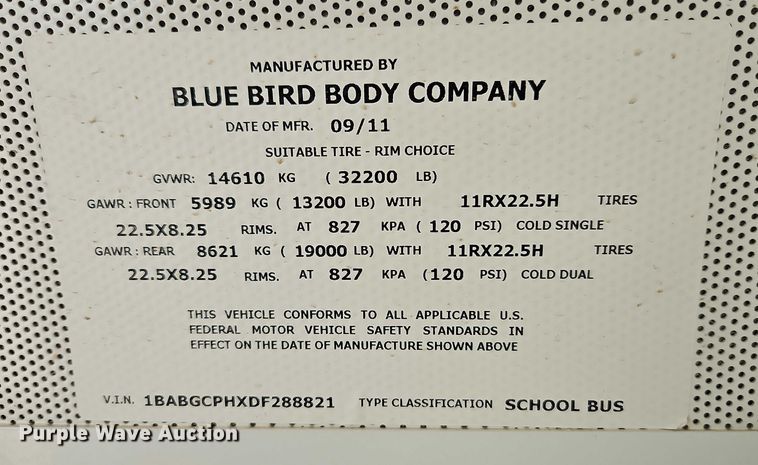 MANUFACTURED BY
BLUE BIRD BODY COMPANY
DATE OF MFR. 09/11
SUITABLE TIRE - RIM CHOICE
GVWR: 14610 KG ( 32200 LB)
GAWR : FRONT 5989 KG ( 13200 LB) WITH 11RX22.5H TIRES
22.5X8.25 RIMS. AT 827 KPA ( 120 PSI) COLD SINGLE
GAWR : REAR 8621 KG ( 19000 LB) WITH 11RX22.5H TIRES
22.5X8.25 RIMS. AT 827 KPA (120 PSI) COLD DUAL
THIS VEHICLE CONFORMS TO ALL APPLICABLE U.S.
FEDERAL MOTOR VEHICLE SAFETY STANDARDS IN
EFFECT ON THE DATE OF MANUFACTURE SHOWN ABOVE
V.I.N. 1BABGCPHXDF288821 TYPE CLASSIFICATION SCHOOL BUS
Purple Wave Auction